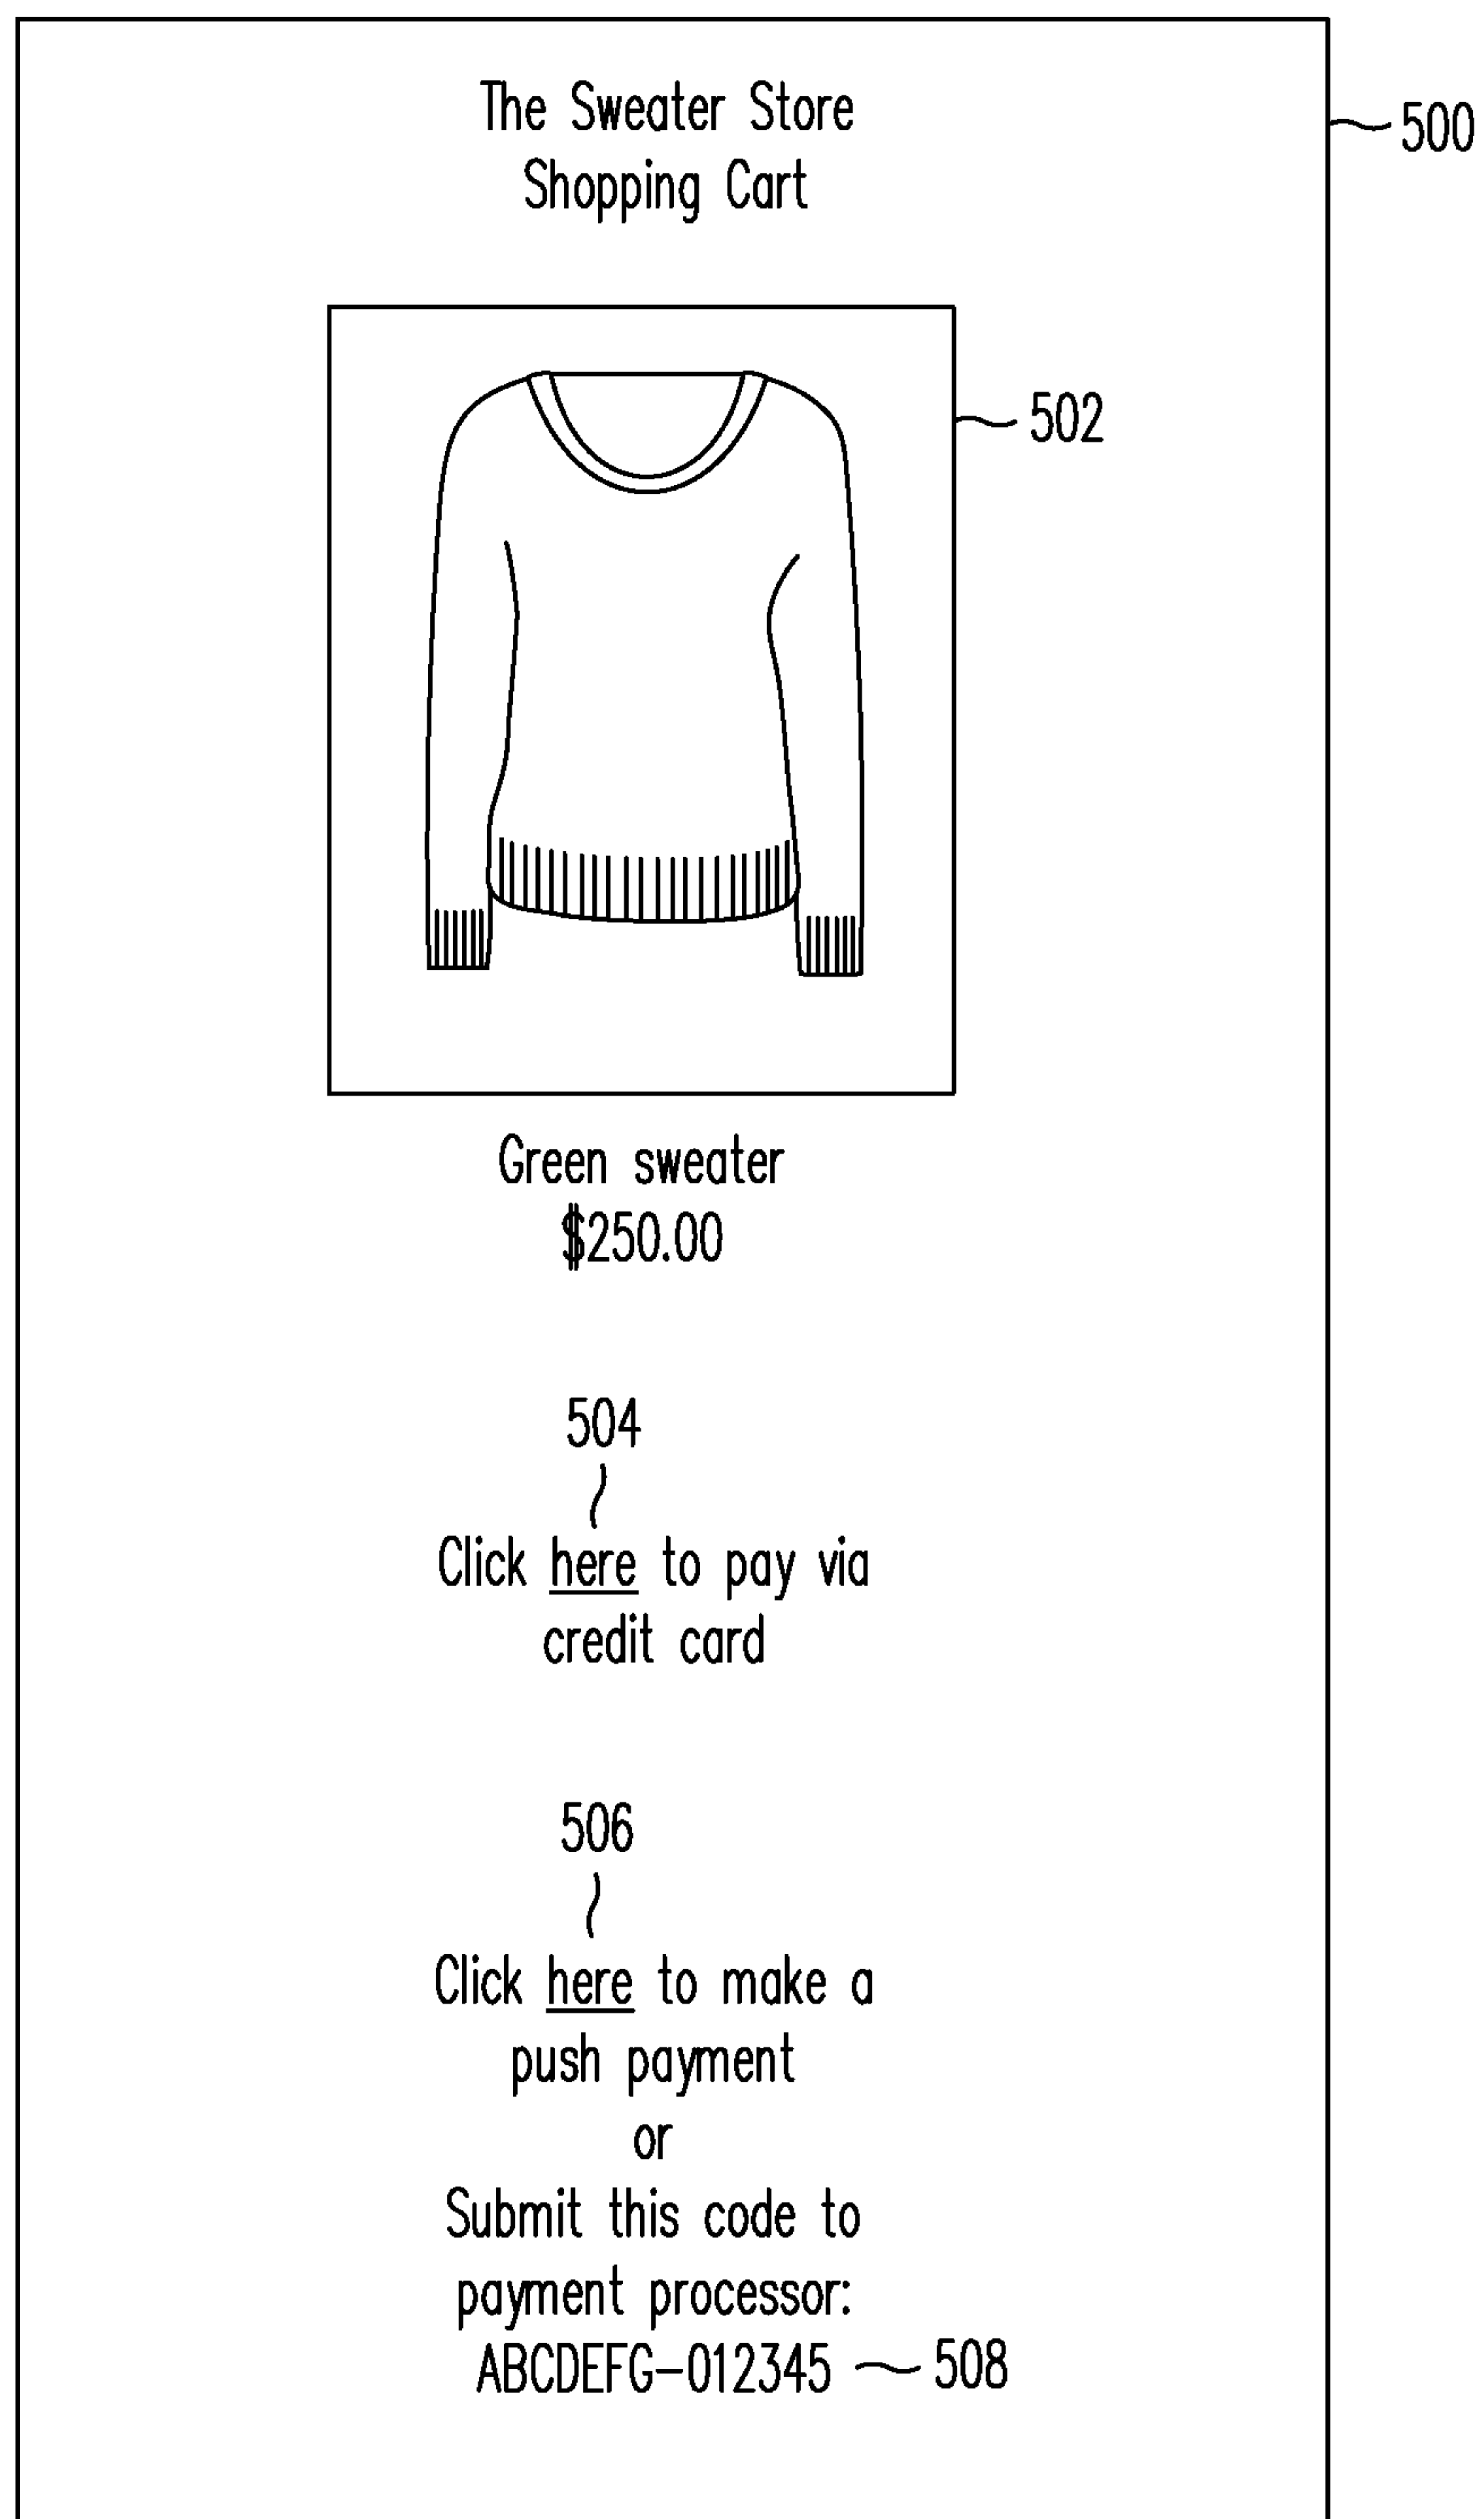 The Sweater Store
500
Shopping Cart
502
Green sweater
$250.00
504
Click here to pay via
credit card
506
Click here to make a
push payment
or
Submit this code to
payment processor:
ABCDEFG-012345 508